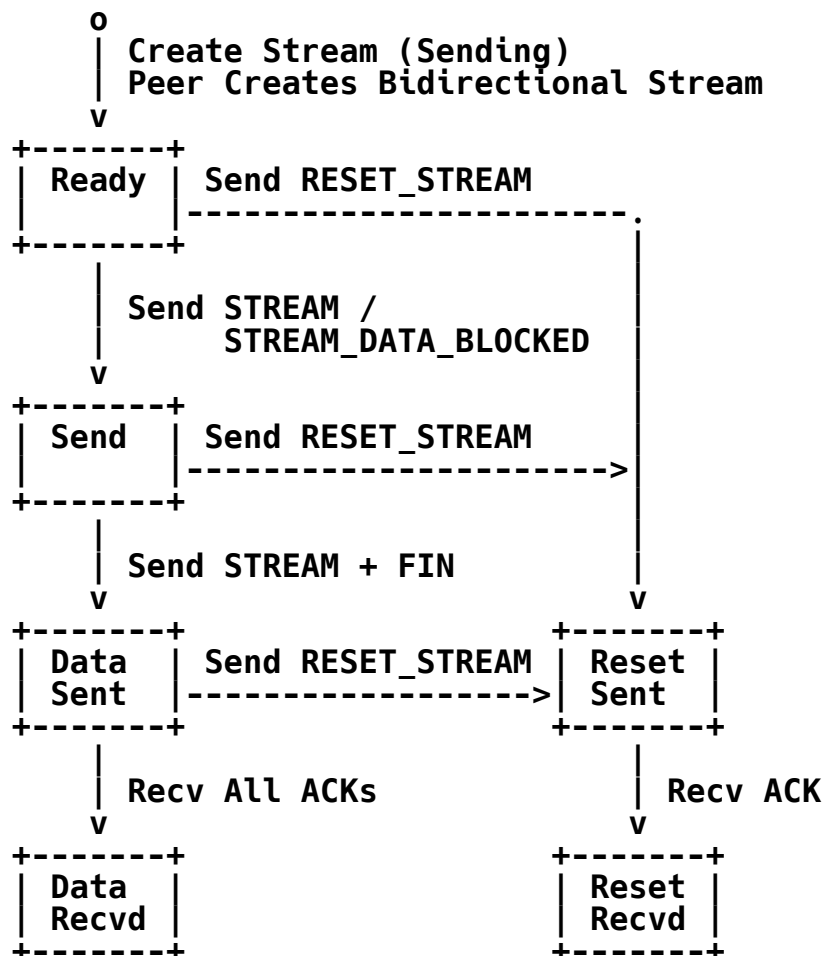 o
| Create Stream (Sending)
| Peer Creates Bidirectional Stream
v
+-------+
| Ready | Send RESET_STREAM
|       |-----------------------.
+-------+                       |
    |                           |
    | Send STREAM /             |
    |      STREAM_DATA_BLOCKED  |
    v                           |
+-------+                       |
| Send  | Send RESET_STREAM     |
|       |---------------------->|
+-------+                       |
    |                           |
    | Send STREAM + FIN         |
    v                           v
+-------+                   +-------+
| Data  | Send RESET_STREAM | Reset |
| Sent  |------------------>| Sent  |
+-------+                   +-------+
    |                           |
    | Recv All ACKs             | Recv ACK
    v                           v
+-------+                   +-------+
| Data  |                   | Reset |
| Recvd |                   | Recvd |
+-------+                   +-------+